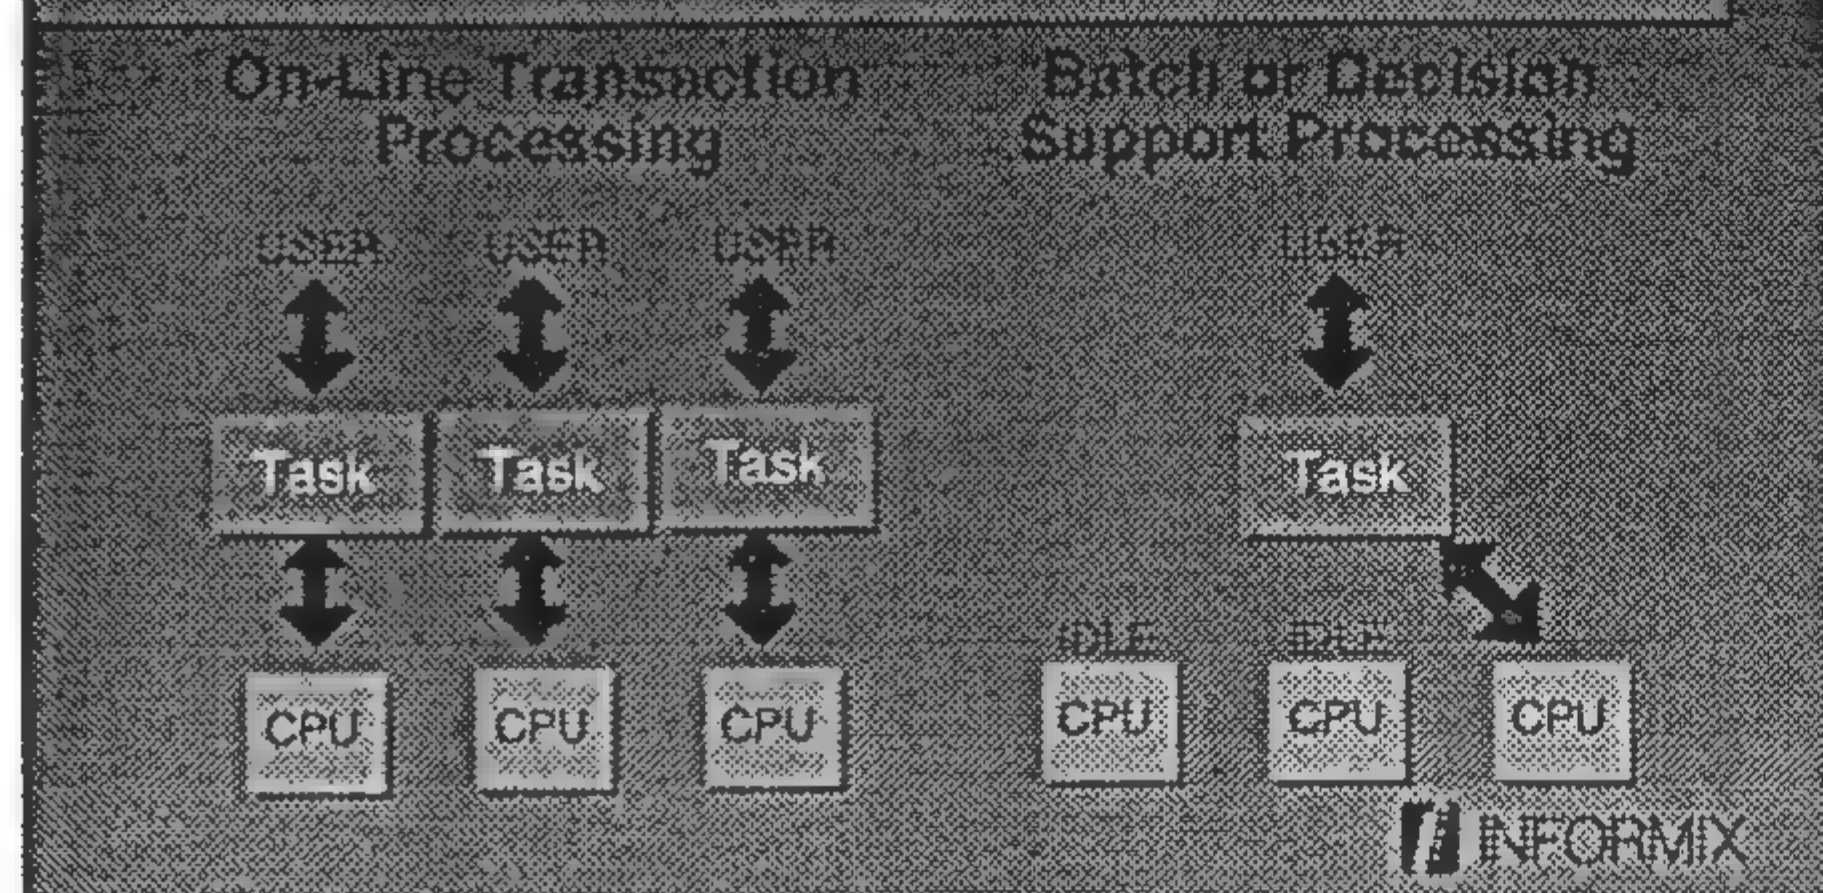 On-Line Transaction
Processing
USER USER USER
Task Task Task
CPU CPU CPU
Batch or Decision
Support Processing
USER
Task
IDLE IDLE
CPU CPU CPU
INFORMIX